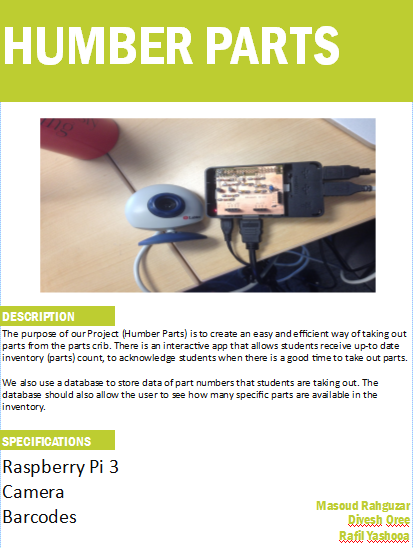 HUMBER PARTS
DESCRIPTION
The purpose of our Project (Humber Parts) is to create an easy and efficient way of taking out
parts from the parts crib. There is an interactive app that allows students receive up-to date
inventory (parts) count, to acknowledge students when there is a good time to take out parts.
We also use a database to store data of part numbers that students are taking out. The
database should also allow the user to see how many specific parts are available in the
inventory.
SPECIFICATIONS
Raspberry Pi 3
Camera
Barcodes
Masoud Rahguzar
Divesh Oree
Rafil Yashooa